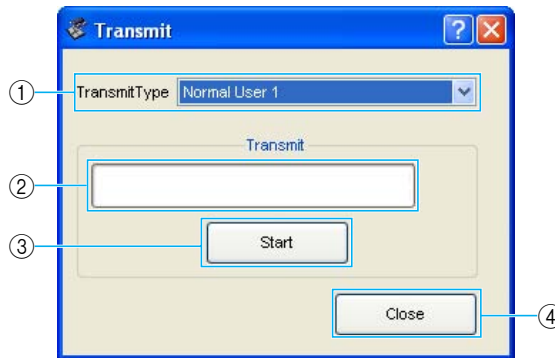 Transmit
① TransmitType Normal User 1
Transmit
②
③ Start
Close ④